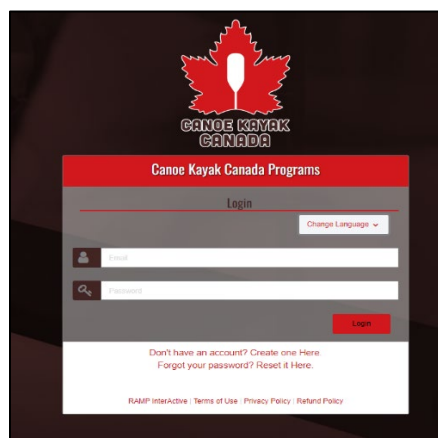 CANOE KAYAK
CANADA
Canoe Kayak Canada Programs
Login
Change Language
Email
Password
Login
Don't have an account? Create one Here.
Forgot your password? Reset it Here.
RAMP InterActive | Terms of Use | Privacy Policy | Refund Policy